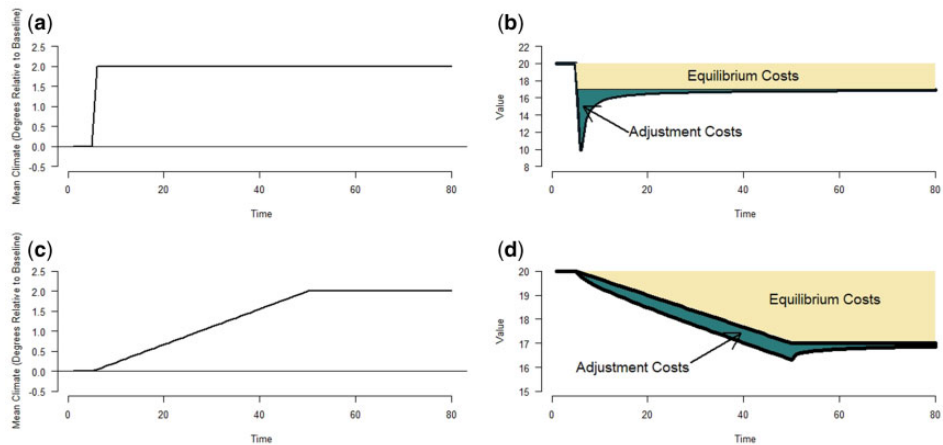 (a)
Mean Climate (Degrees Relative to Baseline)
2.5
2.0
1.5
1.0
0.5
0.0
-0.5
0 20 40 60 80
Time
(b)
Value
22
20
18
16
14
12
10
8
Equilibrium Costs
Adjustment Costs
0 20 40 60 80
Time
(c)
Mean Climate (Degrees Relative to Baseline)
2.5
2.0
1.5
1.0
0.5
0.0
-0.5
0 20 40 60 80
Time
(d)
Value
20
19
18
17
16
15
Equilibrium Costs
Adjustment Costs
0 20 40 60 80
Time